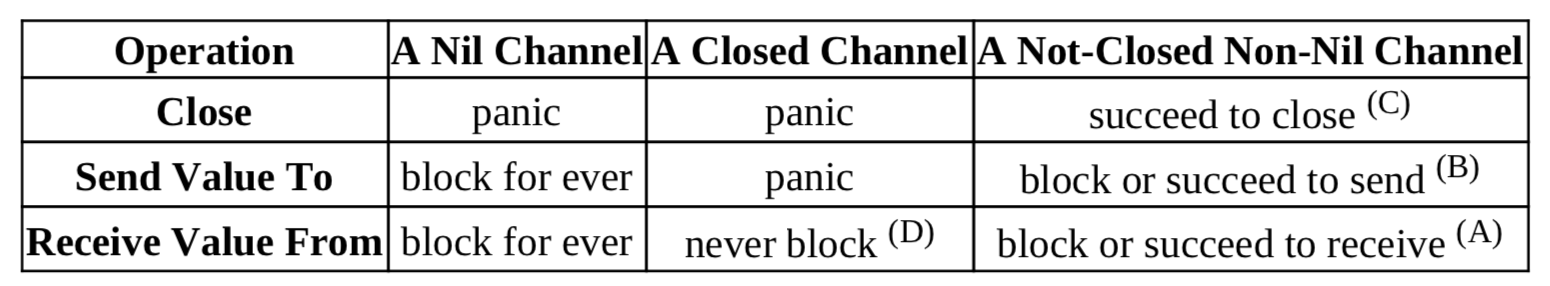 Operation A Nil Channel A Closed Channel A Not-Closed Non-Nil Channel
Close panic panic succeed to close (C)
Send Value To block for ever panic block or succeed to send (B)
Receive Value From block for ever never block (D) block or succeed to receive (A)